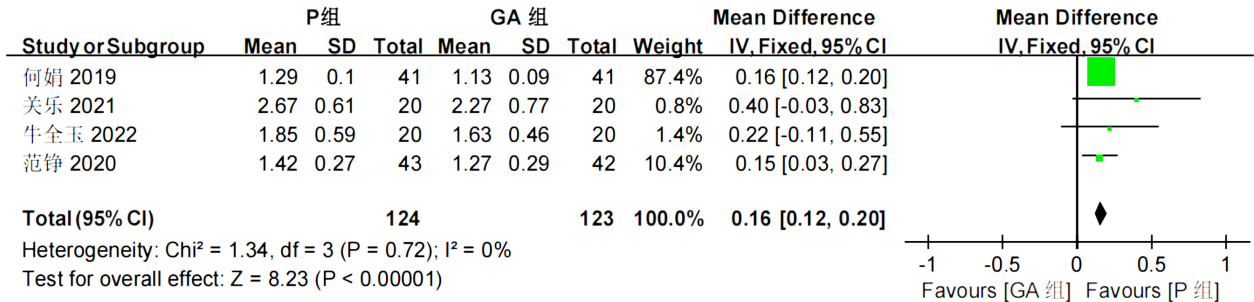 P组 GA 组 Mean Difference Mean Difference
Study or Subgroup Mean SD Total Mean SD Total Weight IV, Fixed, 95% CI IV, Fixed, 95% CI
何娟 2019 1.29 0.1 41 1.13 0.09 41 87.4% 0.16 [0.12, 0.20]
关乐 2021 2.67 0.61 20 2.27 0.77 20 0.8% 0.40 [-0.03, 0.83]
牛全玉 2022 1.85 0.59 20 1.63 0.46 20 1.4% 0.22 [-0.11, 0.55]
范铮 2020 1.42 0.27 43 1.27 0.29 42 10.4% 0.15 [0.03, 0.27]
Total (95% CI) 124 123 100.0% 0.16 [0.12, 0.20]
Heterogeneity: Chi² = 1.34, df = 3 (P = 0.72); I² = 0%
Test for overall effect: Z = 8.23 (P < 0.00001)
-1 -0.5 0 0.5 1
Favours [GA 组] Favours [P 组]